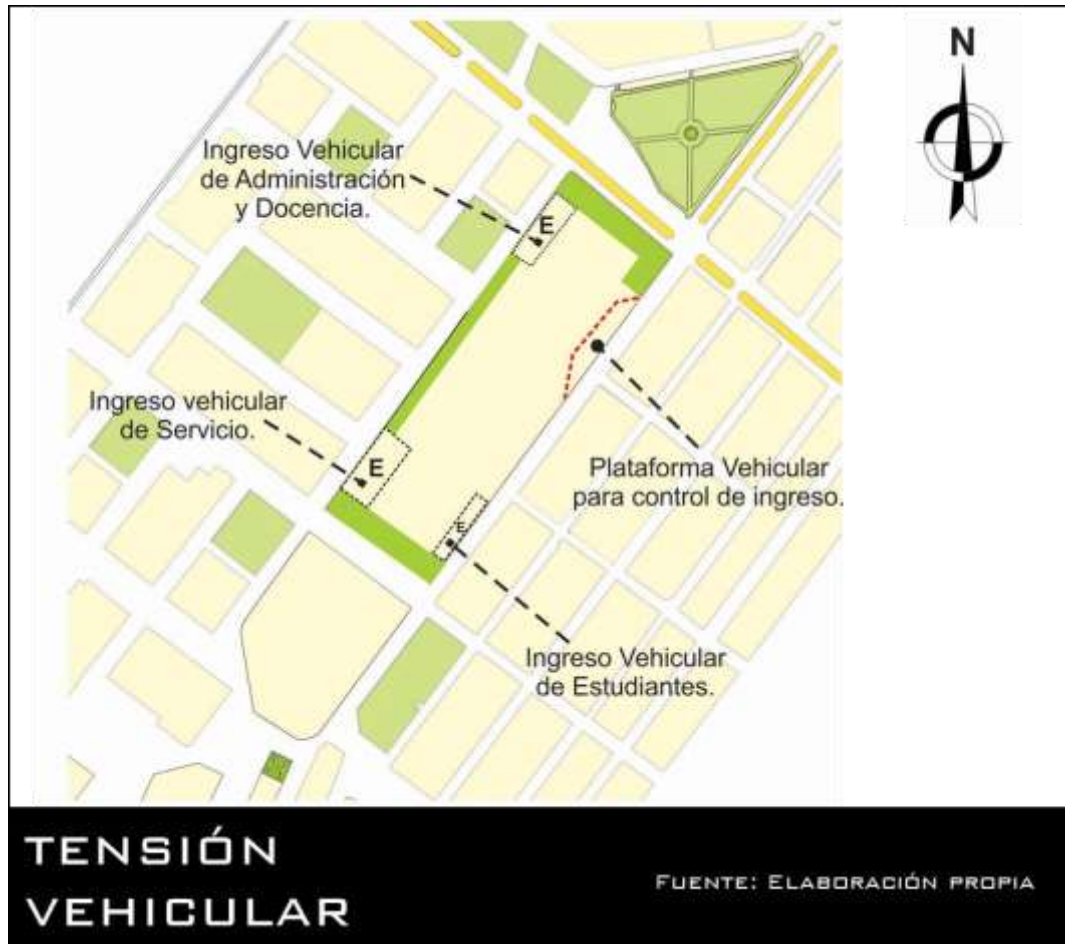 N
Ingreso Vehicular
de Administración
y Docencia.
E
Ingreso vehicular
de Servicio.
E
Plataforma Vehicular
para control de ingreso.
E
Ingreso Vehicular
de Estudiantes.
TENSIÓN
VEHICULAR
FUENTE: ELABORACIÓN PROPIA